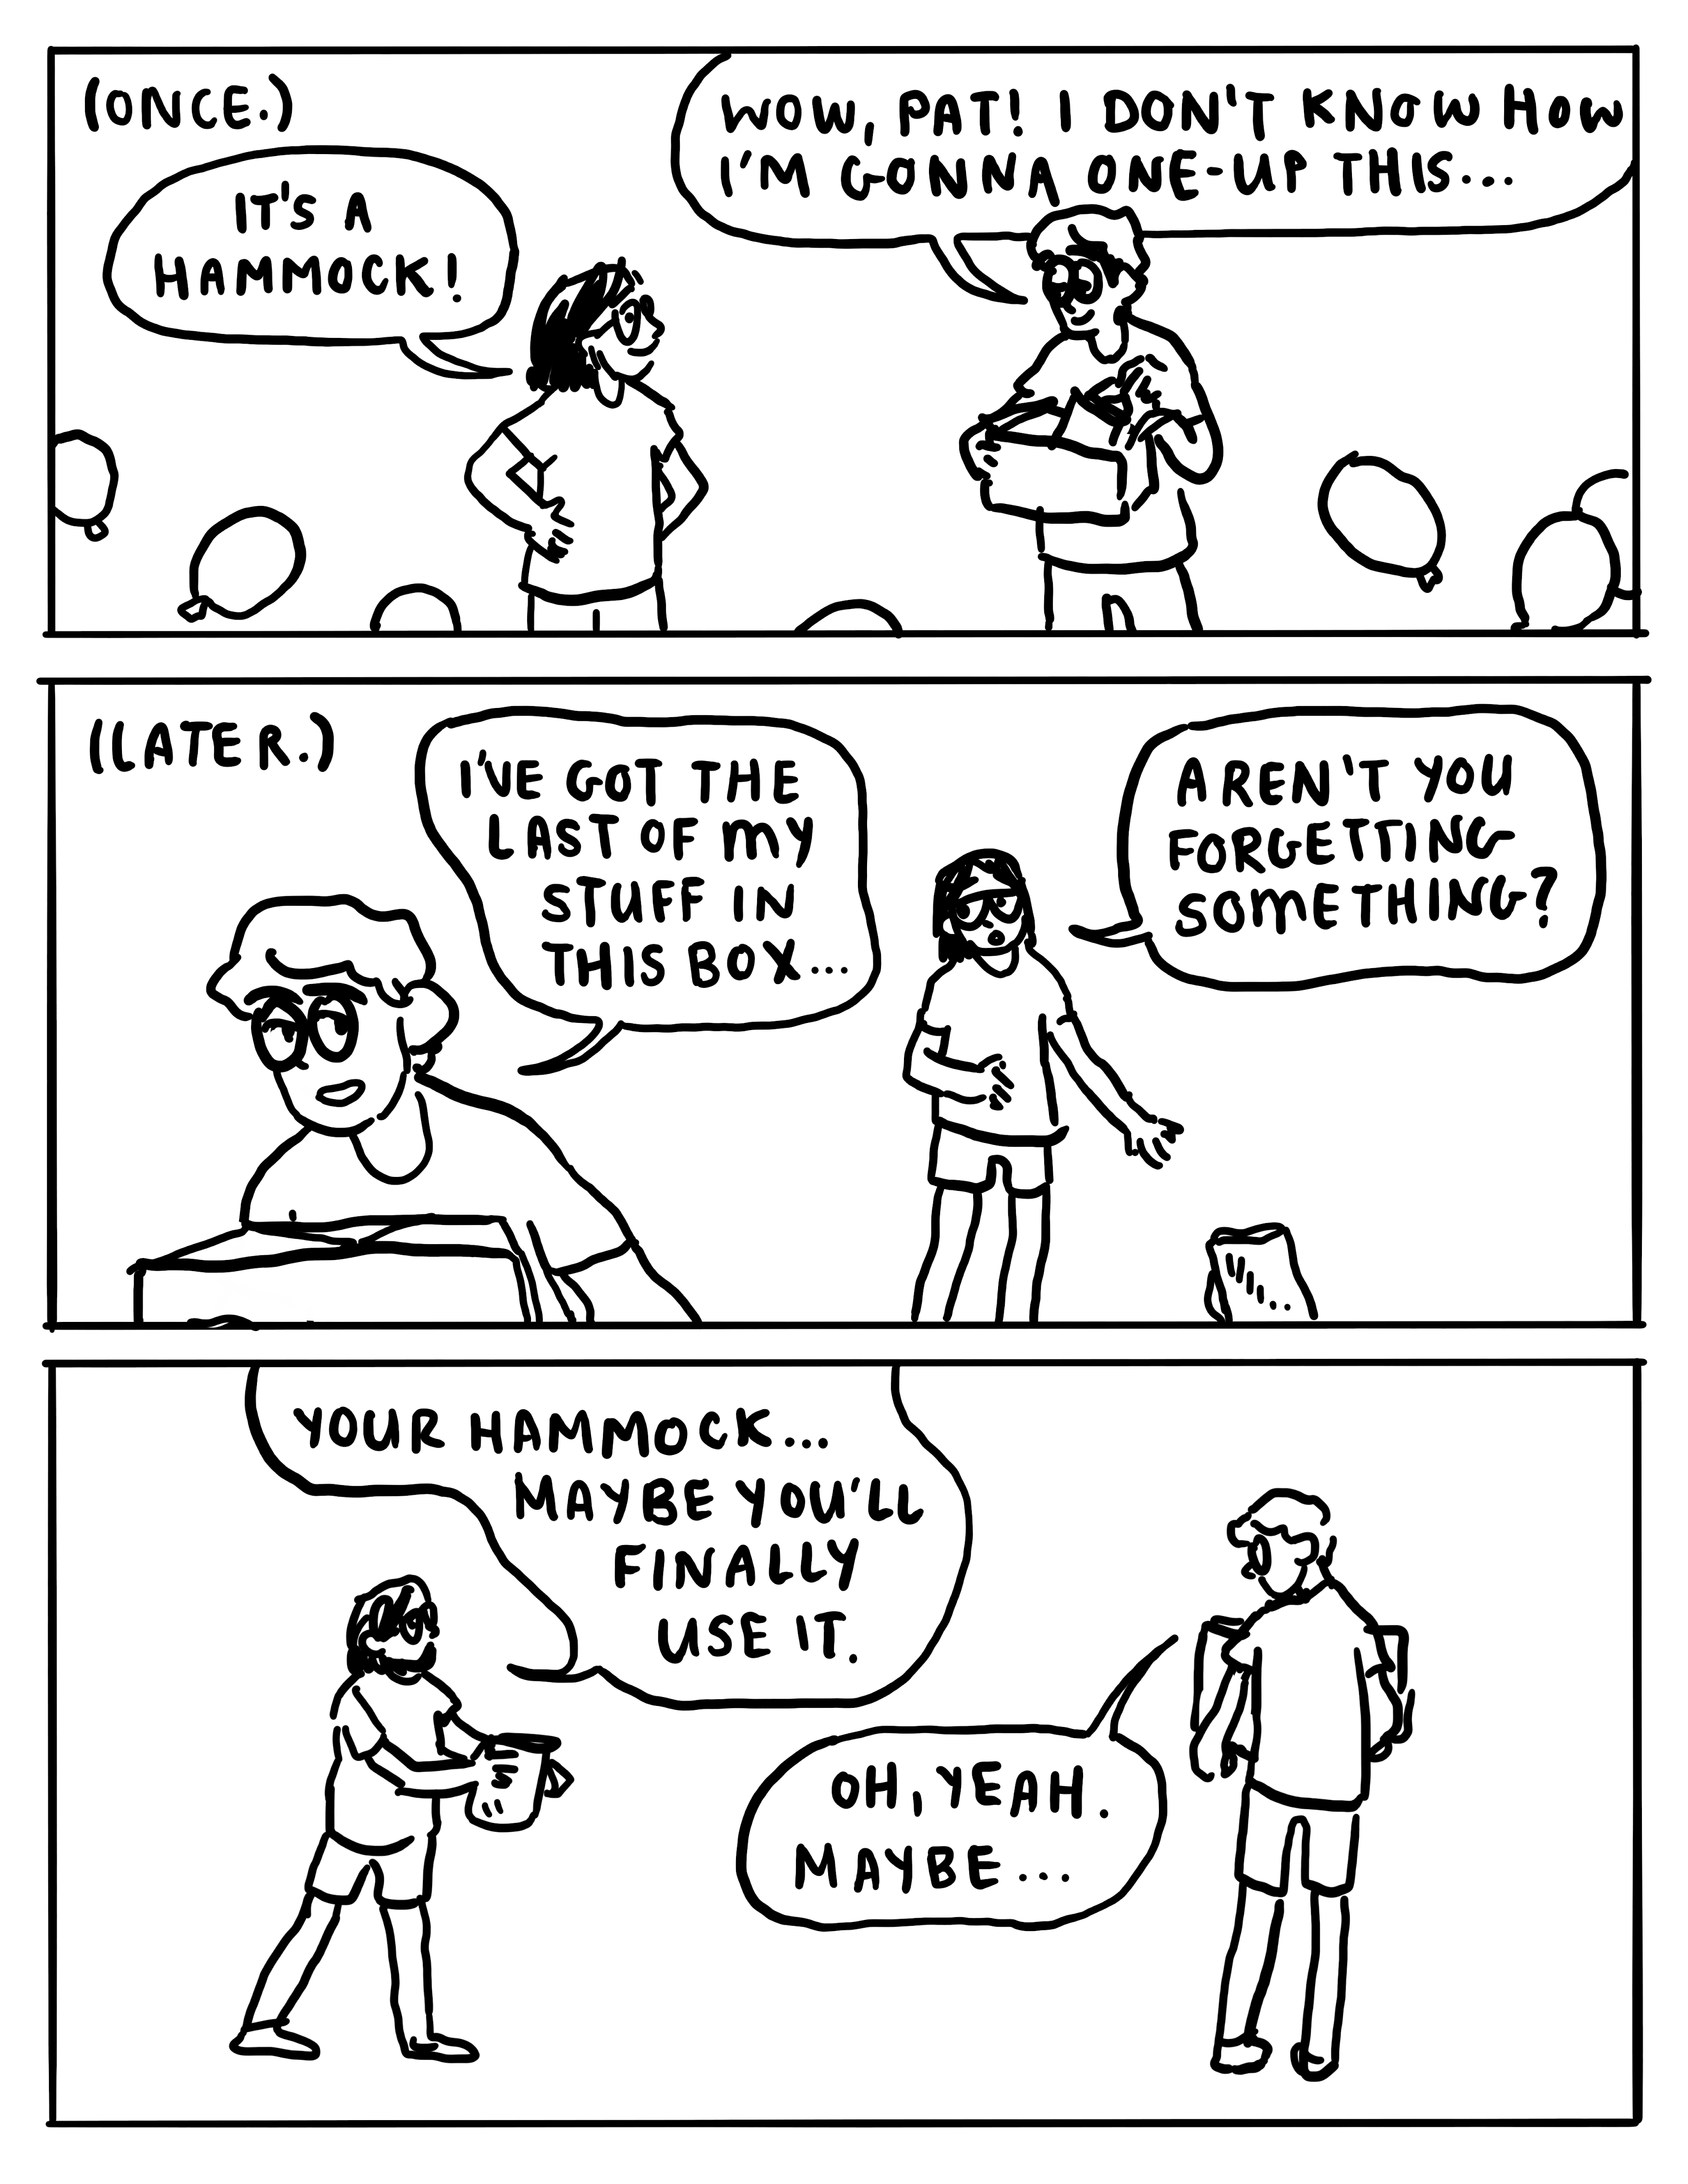 (ONCE.)
IT'S A
HAMMOCK!
WOW, PAT! I DON'T KNOW HOW
I'M GONNA ONE-UP THIS...
(LATER.)
I'VE GOT THE
LAST OF MY
STUFF IN
THIS BOX...
AREN'T YOU
FORGETTING
SOMETHING?
YOUR HAMMOCK...
MAYBE YOU'LL
FINALLY
USE IT.
OH, YEAH.
MAYBE...